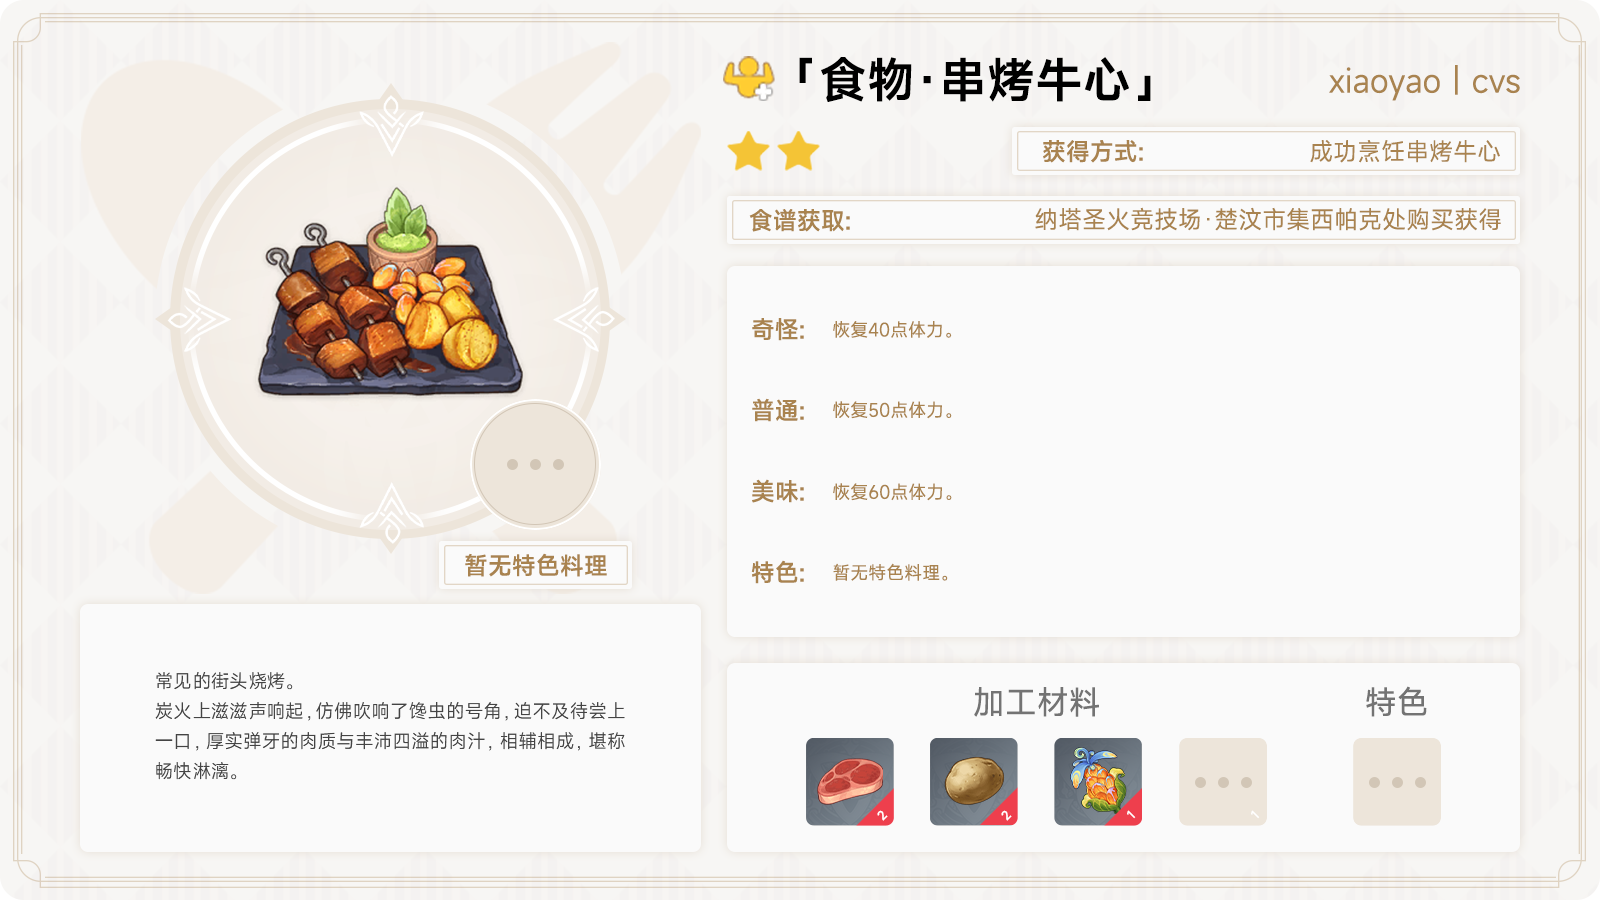 「食物·串烤牛心」
xiaoyao | cvs
获得方式: 成功烹饪串烤牛心
食谱获取: 纳塔圣火竞技场·楚汶市集西帕克处购买获得
奇怪: 恢复40点体力。
普通: 恢复50点体力。
美味: 恢复60点体力。
特色: 暂无特色料理。
暂无特色料理
常见的街头烧烤。
炭火上滋滋声响起,仿佛吹响了馋虫的号角,迫不及待尝上
一口,厚实弹牙的肉质与丰沛四溢的肉汁,相辅相成,堪称
畅快淋漓。
加工材料 特色
2 2 1 1